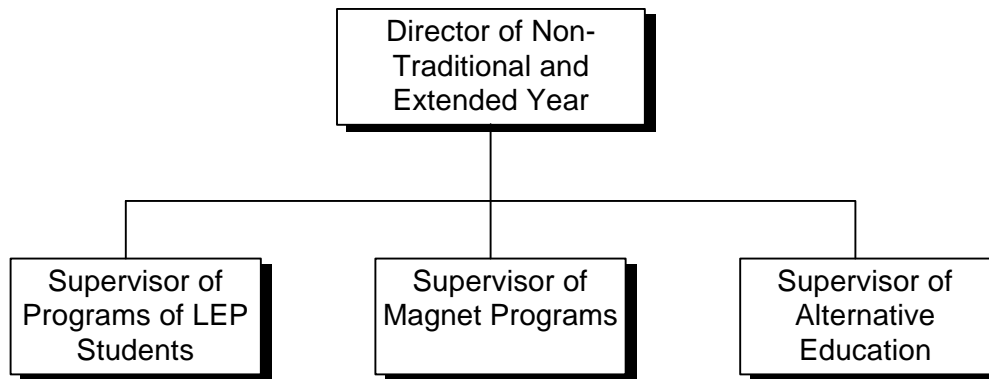 Director of Non-
Traditional and
Extended Year
Supervisor of
Programs of LEP
Students
Supervisor of
Magnet Programs
Supervisor of
Alternative
Education